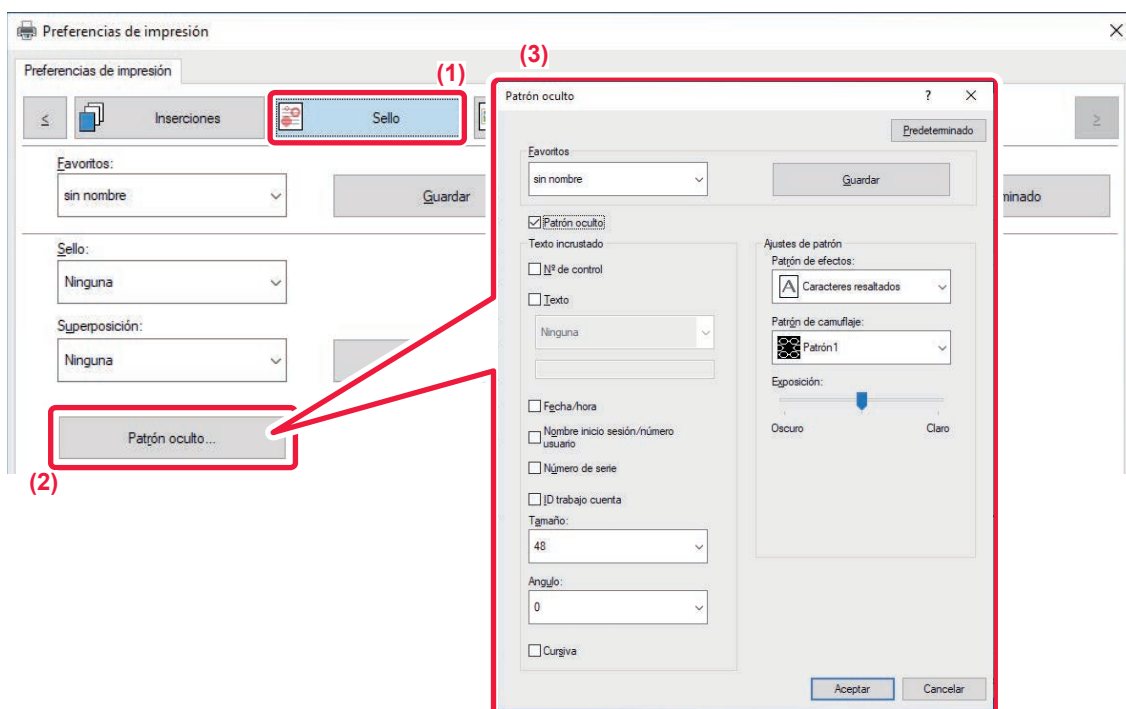 Preferencias de impresión
Preferencias de impresión
(1)
Inserciones
Sello
Favoritos:
sin nombre
Guardar
Sello:
Ninguna
Superposición:
Ninguna
Patrón oculto...
(2)
(3)
Patrón oculto
?
Predeterminado
Favoritos
sin nombre
Guardar
Patrón oculto
Texto incrustado
Nº de control
Texto
Ninguna
Fecha/hora
Nombre inicio sesión/número
usuario
Número de serie
ID trabajo cuenta
Tamaño:
48
Angulo:
0
Cursiva
Ajustes de patrón
Patrón de efectos:
A Caracteres resaltados
Patrón de camuflaje:
Patrón1
Exposición:
Oscuro Claro
Aceptar Cancelar
minado